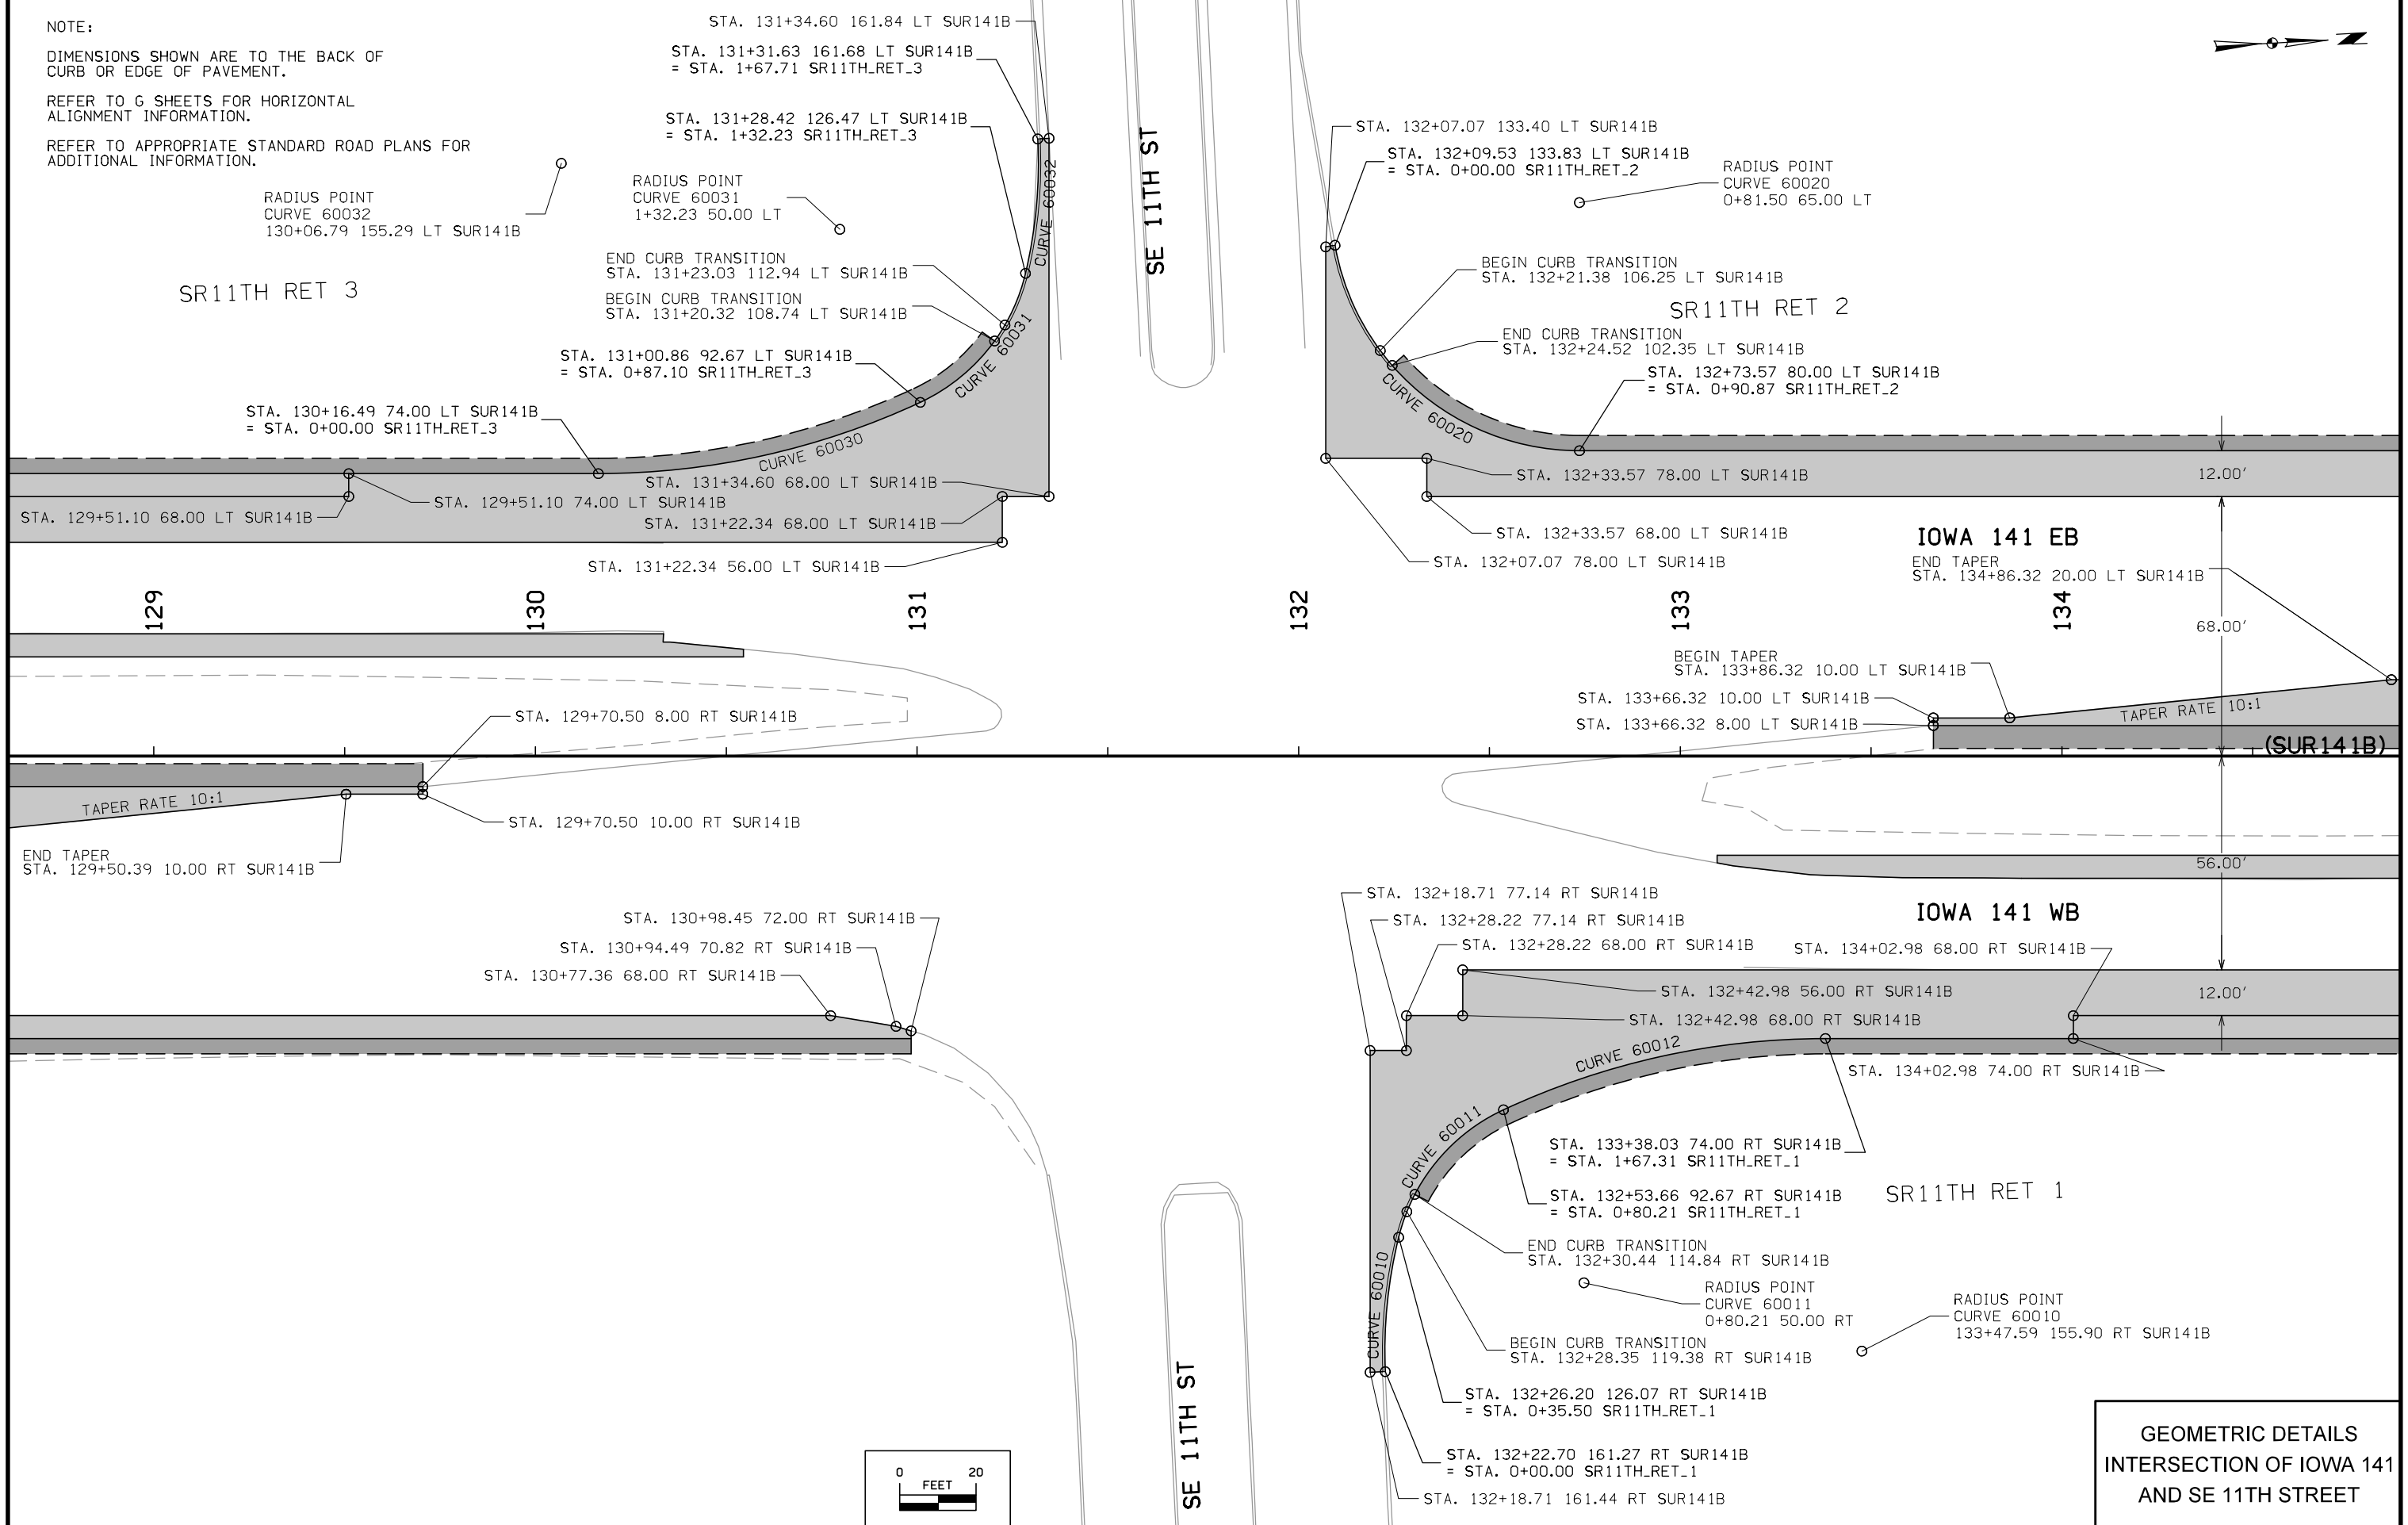 NOTE:
DIMENSIONS SHOWN ARE TO THE BACK OF
CURB OR EDGE OF PAVEMENT.
REFER TO G SHEETS FOR HORIZONTAL
ALIGNMENT INFORMATION.
REFER TO APPROPRIATE STANDARD ROAD PLANS FOR
ADDITIONAL INFORMATION.
STA. 131+34.60 161.84 LT SUR141B
STA. 131+31.63 161.68 LT SUR141B
= STA. 1+67.71 SR11TH_RET_3
STA. 131+28.42 126.47 LT SUR141B
= STA. 1+32.23 SR11TH_RET_3
RADIUS POINT
CURVE 60032
130+06.79 155.29 LT SUR141B
RADIUS POINT
CURVE 60031
1+32.23 50.00 LT
END CURB TRANSITION
STA. 131+23.03 112.94 LT SUR141B
BEGIN CURB TRANSITION
STA. 131+20.32 108.74 LT SUR141B
SR11TH RET 3
STA. 131+00.86 92.67 LT SUR141B
= STA. 0+87.10 SR11TH_RET_3
STA. 130+16.49 74.00 LT SUR141B
= STA. 0+00.00 SR11TH_RET_3
CURVE 60032
CURVE 60031
CURVE 60030
SE 11TH ST
N
STA. 132+07.07 133.40 LT SUR141B
STA. 132+09.53 133.83 LT SUR141B
= STA. 0+00.00 SR11TH_RET_2
RADIUS POINT
CURVE 60020
0+81.50 65.00 LT
BEGIN CURB TRANSITION
STA. 132+21.38 106.25 LT SUR141B
SR11TH RET 2
END CURB TRANSITION
STA. 132+24.52 102.35 LT SUR141B
STA. 132+73.57 80.00 LT SUR141B
= STA. 0+90.87 SR11TH_RET_2
CURVE 60020
STA. 131+34.60 68.00 LT SUR141B
STA. 129+51.10 74.00 LT SUR141B
STA. 129+51.10 68.00 LT SUR141B
STA. 131+22.34 68.00 LT SUR141B
STA. 131+22.34 56.00 LT SUR141B
STA. 132+33.57 78.00 LT SUR141B
12.00'
STA. 132+33.57 68.00 LT SUR141B
STA. 132+07.07 78.00 LT SUR141B
IOWA 141 EB
END TAPER
STA. 134+86.32 20.00 LT SUR141B
129
130
131
132
133
134
68.00'
BEGIN TAPER
STA. 133+86.32 10.00 LT SUR141B
STA. 133+66.32 10.00 LT SUR141B
STA. 133+66.32 8.00 LT SUR141B
TAPER RATE 10:1
(SUR141B)
STA. 129+70.50 8.00 RT SUR141B
TAPER RATE 10:1
STA. 129+70.50 10.00 RT SUR141B
END TAPER
STA. 129+50.39 10.00 RT SUR141B
56.00'
IOWA 141 WB
STA. 130+98.45 72.00 RT SUR141B
STA. 130+94.49 70.82 RT SUR141B
STA. 130+77.36 68.00 RT SUR141B
STA. 132+18.71 77.14 RT SUR141B
STA. 132+28.22 77.14 RT SUR141B
STA. 132+28.22 68.00 RT SUR141B
STA. 134+02.98 68.00 RT SUR141B
STA. 132+42.98 56.00 RT SUR141B
12.00'
STA. 132+42.98 68.00 RT SUR141B
CURVE 60012
STA. 134+02.98 74.00 RT SUR141B
CURVE 60011
STA. 133+38.03 74.00 RT SUR141B
= STA. 1+67.31 SR11TH_RET_1
STA. 132+53.66 92.67 RT SUR141B
= STA. 0+80.21 SR11TH_RET_1
SR11TH RET 1
END CURB TRANSITION
STA. 132+30.44 114.84 RT SUR141B
RADIUS POINT
CURVE 60011
0+80.21 50.00 RT
RADIUS POINT
CURVE 60010
133+47.59 155.90 RT SUR141B
CURVE 60010
BEGIN CURB TRANSITION
STA. 132+28.35 119.38 RT SUR141B
STA. 132+26.20 126.07 RT SUR141B
= STA. 0+35.50 SR11TH_RET_1
STA. 132+22.70 161.27 RT SUR141B
= STA. 0+00.00 SR11TH_RET_1
STA. 132+18.71 161.44 RT SUR141B
SE 11TH ST
0 20
FEET
GEOMETRIC DETAILS
INTERSECTION OF IOWA 141
AND SE 11TH STREET